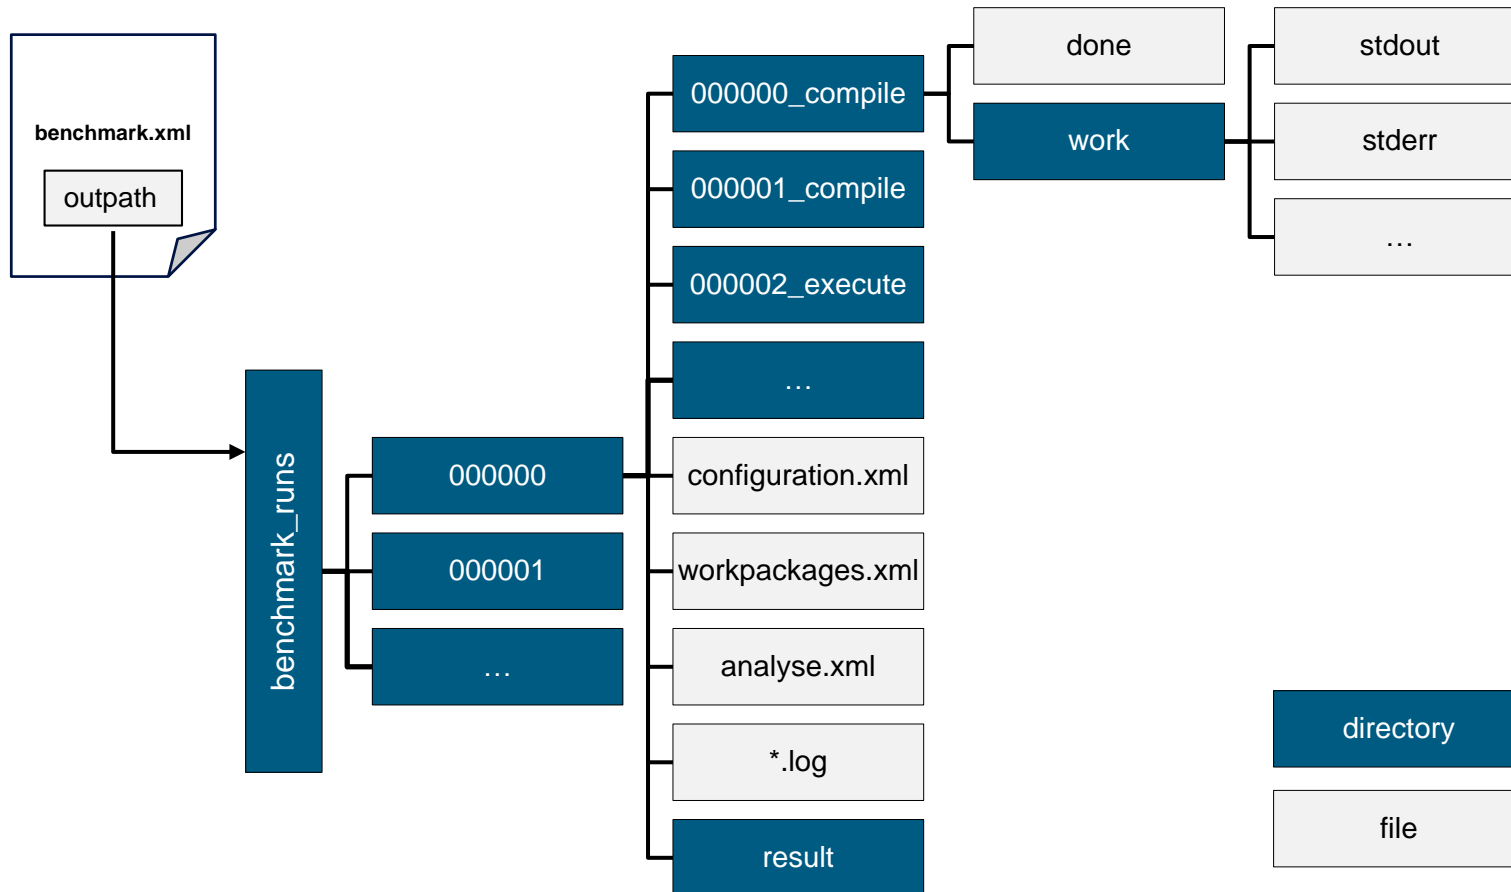 benchmark.xml
outpath
benchmark_runs
000000
000001
…
000000_compile
000001_compile
000002_execute
…
configuration.xml
workpackages.xml
analyse.xml
*.log
result
done
work
stdout
stderr
…
directory
file